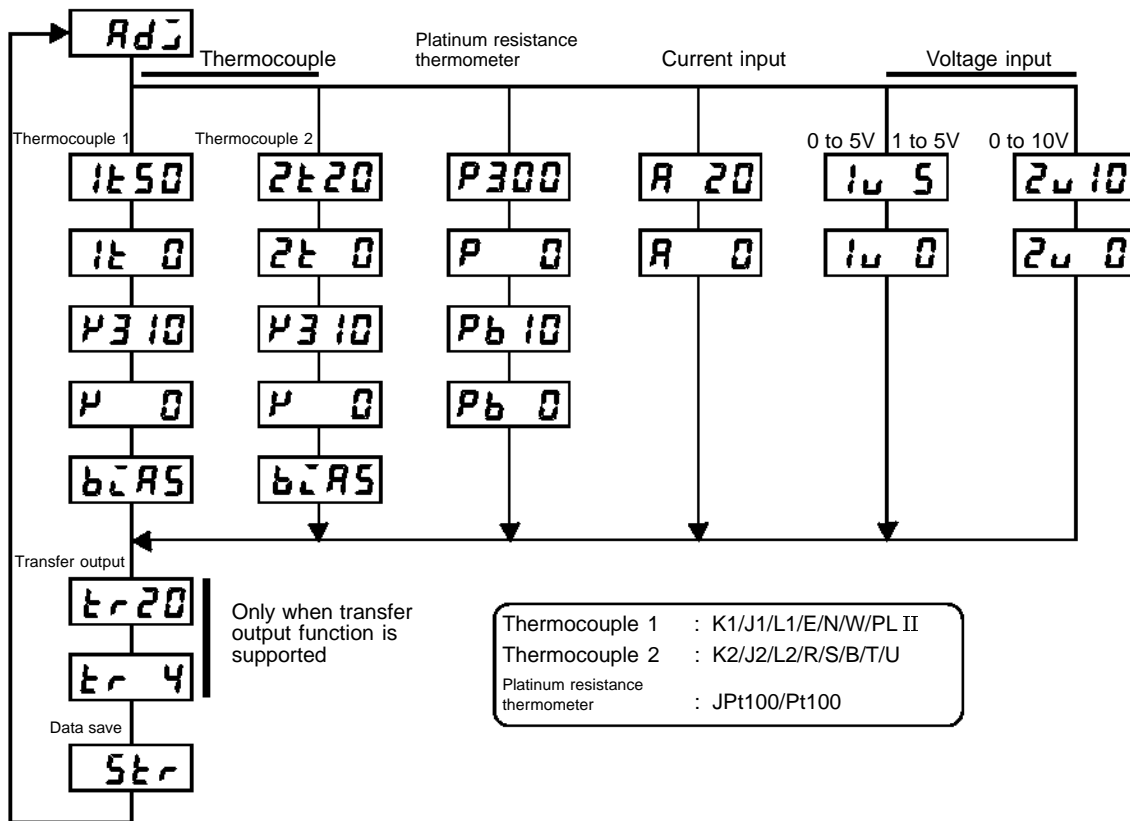 Adj
Thermocouple
Platinum resistance
thermometer
Current input
Voltage input
Thermocouple 1
Thermocouple 2
0 to 5V 1 to 5V
0 to 10V
1t50 2t20 P300 A 20 1u 5 2u10
1t 0 2t 0 P 0 A 0 1u 0 2u 0
μ310 μ310 Pb10
μ 0 μ 0 Pb 0
biAS biAS
Transfer output
tr20
tr 4
Only when transfer
output function is
supported
Data save
Str
Thermocouple 1 : K1/J1/L1/E/N/W/PL II
Thermocouple 2 : K2/J2/L2/R/S/B/T/U
Platinum resistance
thermometer : JPt100/Pt100